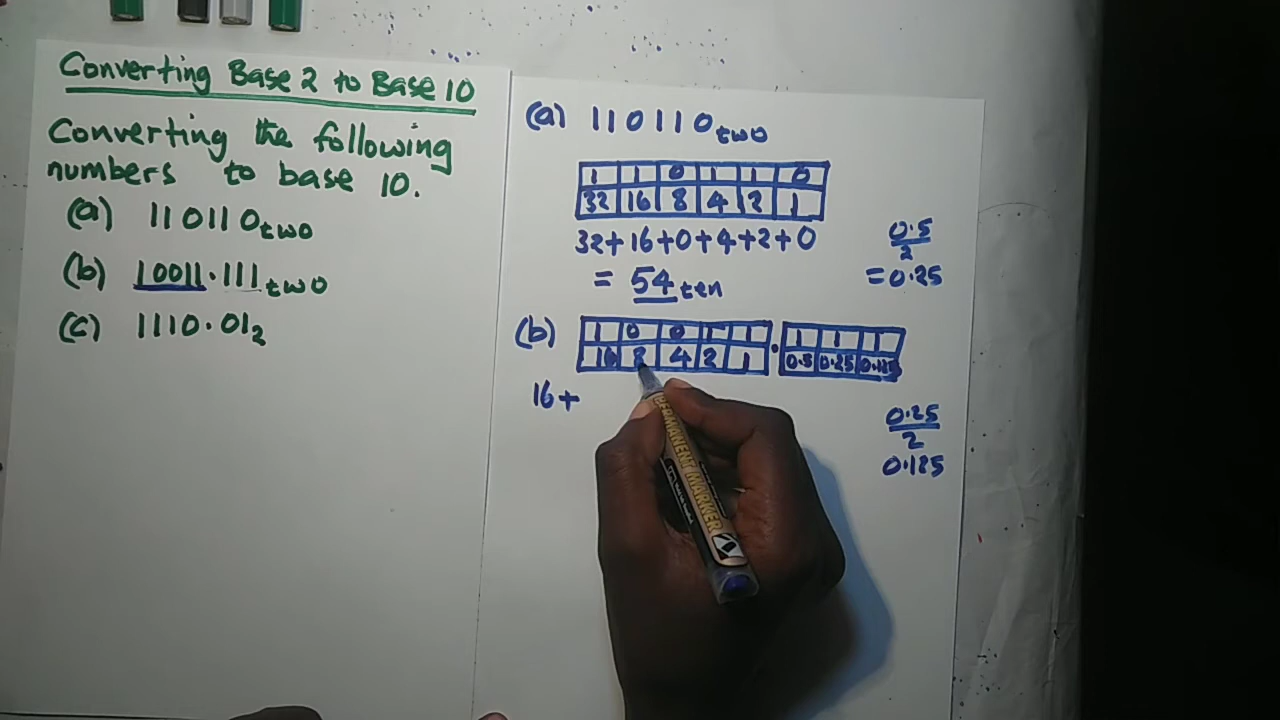 Converting Base 2 to Base 10
Converting the following
numbers to base 10.
(a) 110110two
(b) 10011.111two
(c) 1110.012
(a) 110110two
1 1 0 1 1 0
32 16 8 4 2 1
32+16+0+4+2+0
= 54ten
0.5
2
=0.25
(b) 1 0 0 1 1 . 1 1 1
16 8 4 2 1 0.5 0.25 0.125
16+
0.25
2
0.125
PERMANENT MARKER